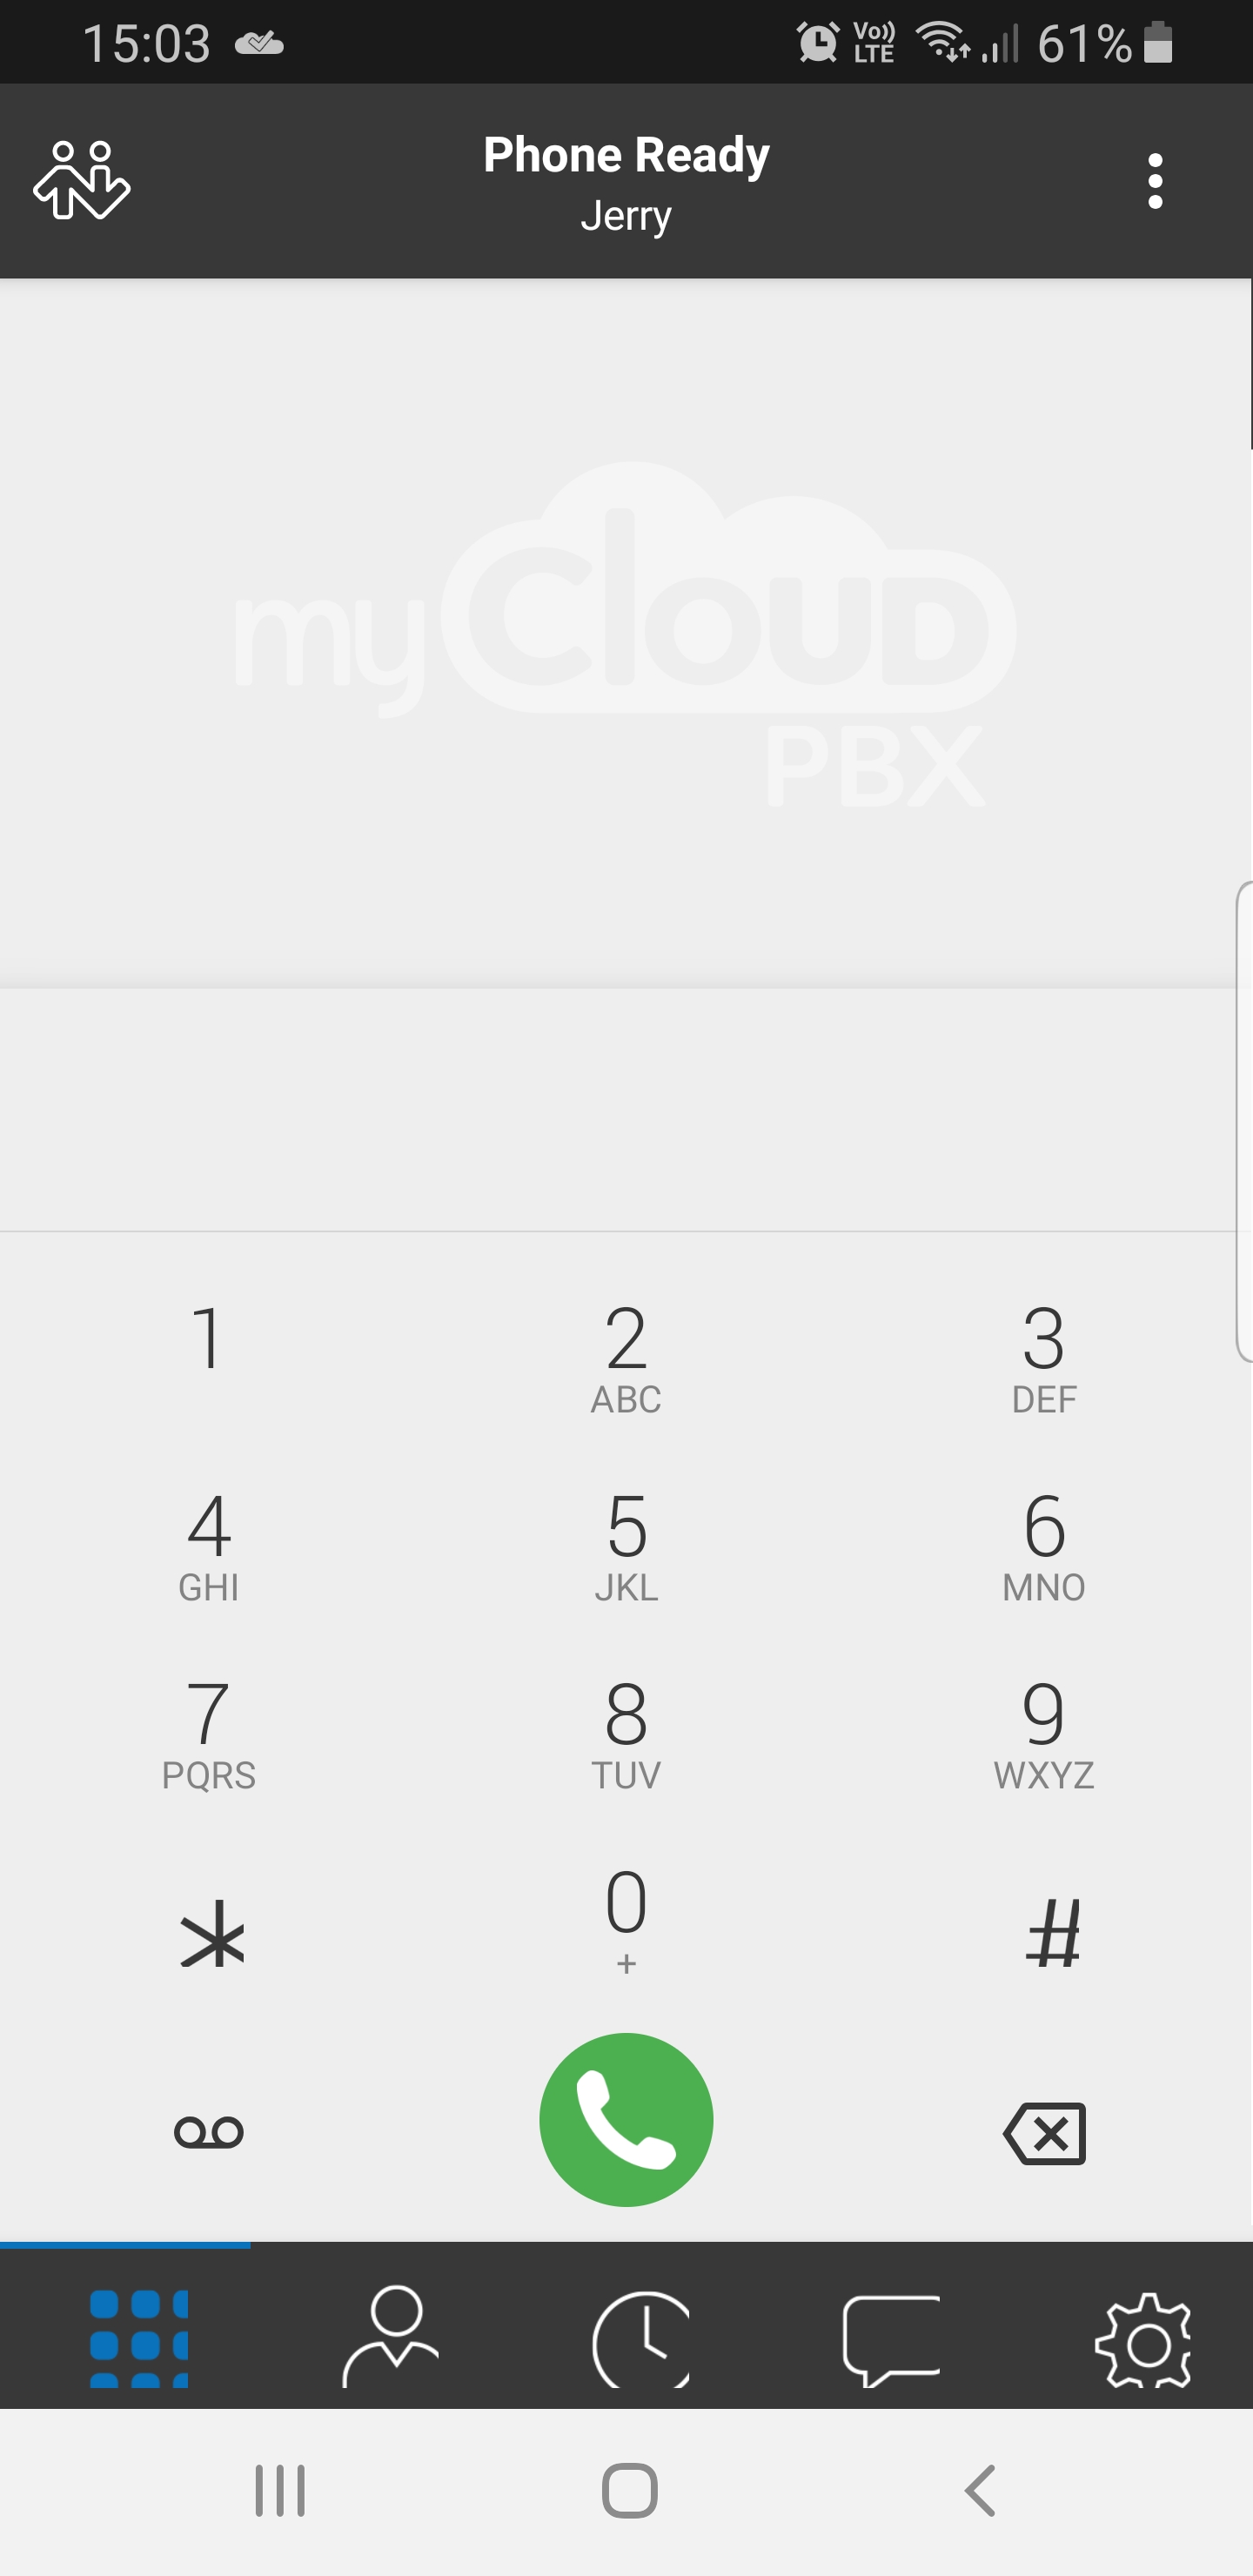 15:03 Vo)) LTE 61%
Phone Ready
Jerry
myCloud
PBX
1 2 3
ABC DEF
4 5 6
GHI JKL MNO
7 8 9
PQRS TUV WXYZ
* 0 #
+